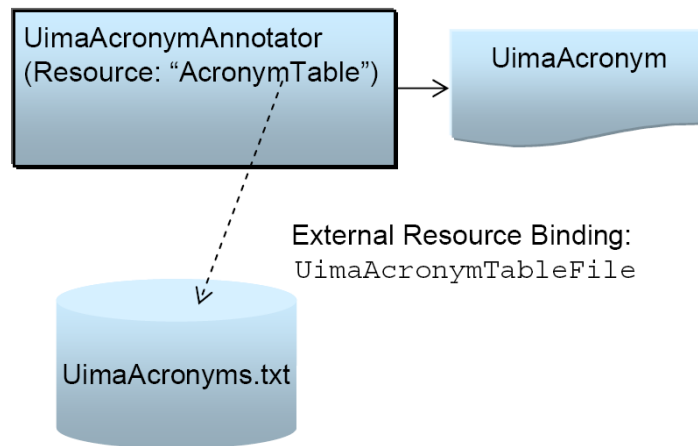 UimaAcronymAnnotator
(Resource: “AcronymTable”)
UimaAcronym
External Resource Binding:
UimaAcronymTableFile
UimaAcronyms.txt